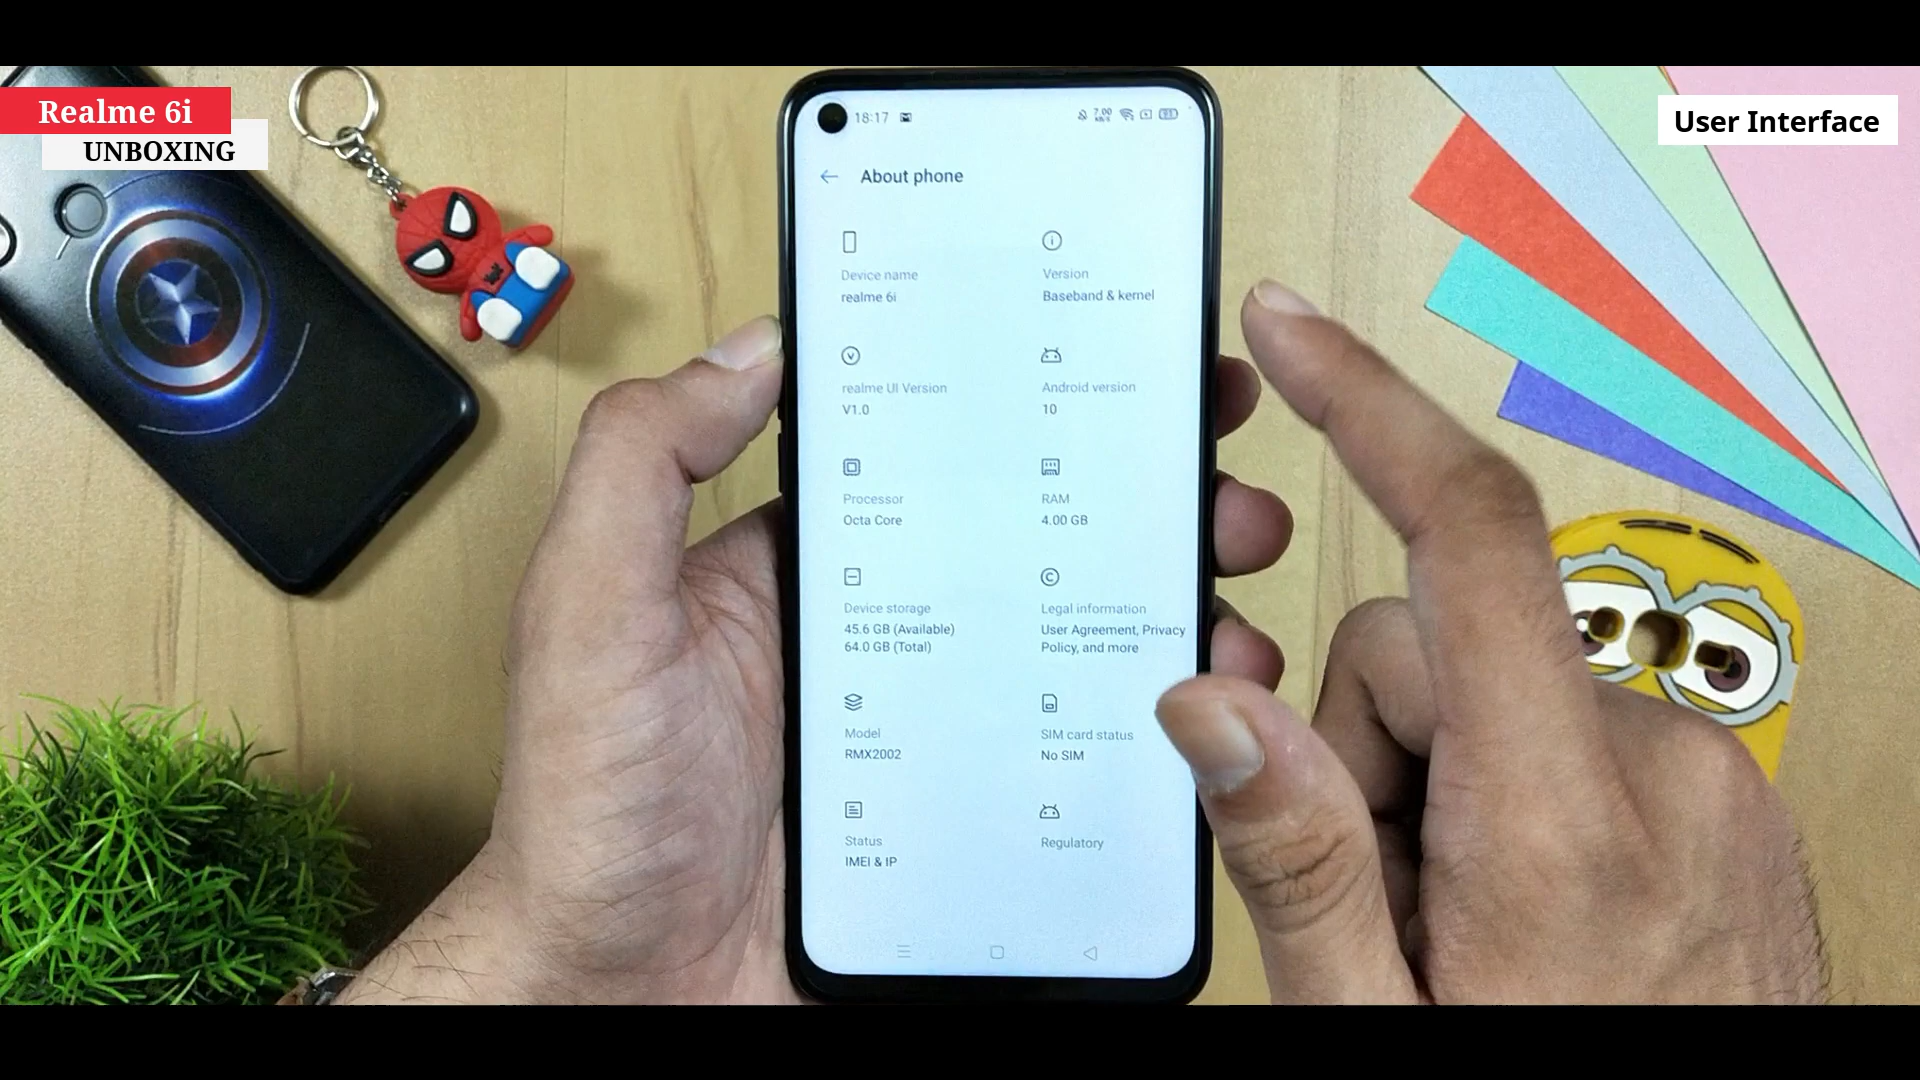 Realme 6i
UNBOXING
User Interface
18:17
7.00
KB/S
About phone
Device name
realme 6i
Version
Baseband & kernel
realme UI Version
V1.0
Android version
10
Processor
Octa Core
RAM
4.00 GB
Device storage
45.6 GB (Available)
64.0 GB (Total)
Legal information
User Agreement, Privacy
Policy, and more
Model
RMX2002
SIM card status
No SIM
Status
IMEI & IP
Regulatory